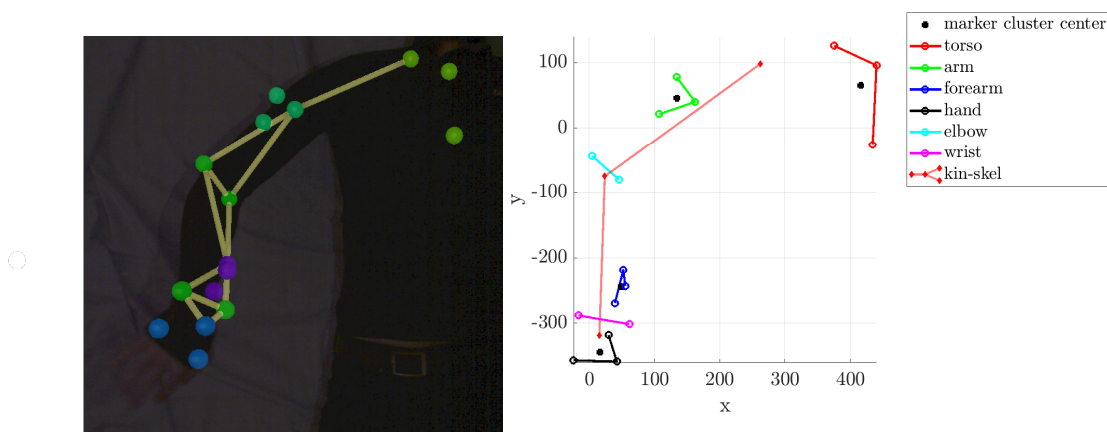 marker cluster center
torso
arm
forearm
hand
elbow
wrist
kin-skel
100
0
-100
-200
-300
y
0
100
200
300
400
x